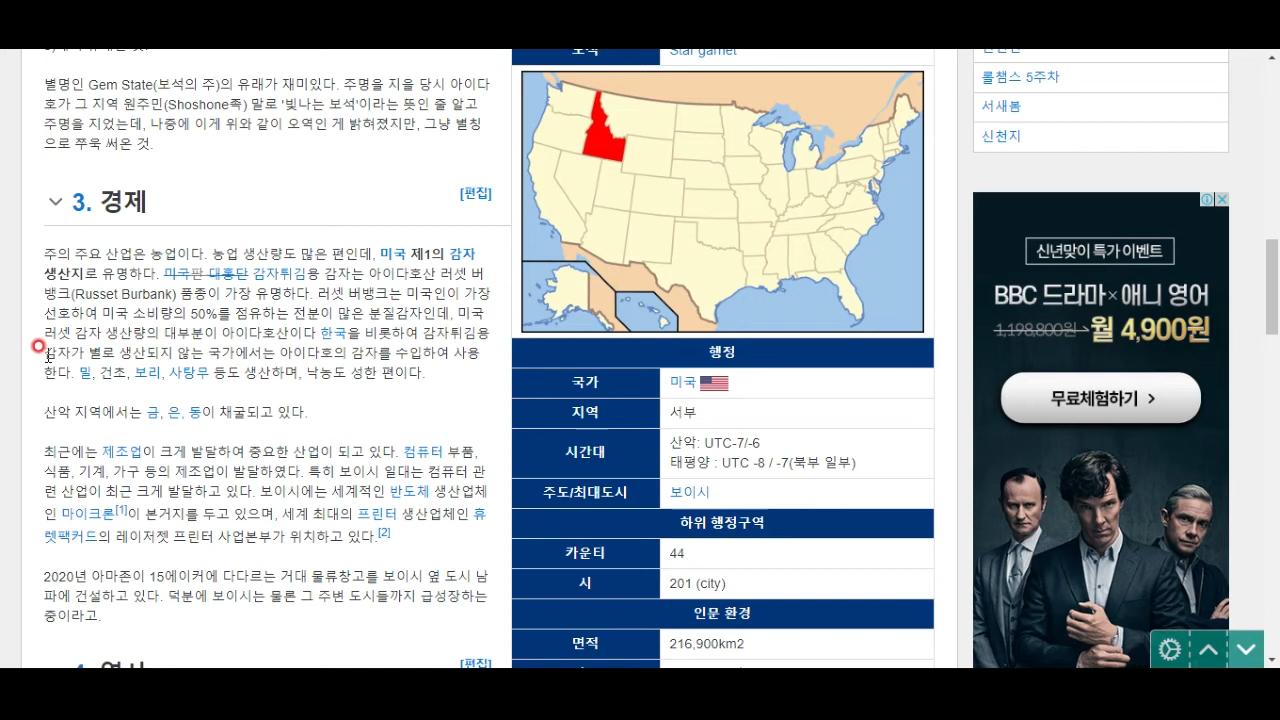 별명인 Gem State(보석의 주)의 유래가 재미있다. 주명을 지을 당시 아이다
호가 그 지역 원주민(Shoshone족) 말로 '빛나는 보석'이라는 뜻인 줄 알고
주명을 지었는데, 나중에 이게 위와 같이 오역인 게 밝혀졌지만, 그냥 별칭
으로 쭈욱 써온 것.
3. 경제
[편집]
주의 주요 산업은 농업이다. 농업 생산량도 많은 편인데, 미국 제1의 감자
생산지로 유명하다. 미국판 대홍단 감자튀김용 감자는 아이다호산 러셋 버
뱅크(Russet Burbank) 품종이 가장 유명하다. 러셋 버뱅크는 미국인이 가장
선호하여 미국 소비량의 50%를 점유하는 전분이 많은 분질감자인데, 미국
러셋 감자 생산량의 대부분이 아이다호산이다 한국을 비롯하여 감자튀김용
감자가 별로 생산되지 않는 국가에서는 아이다호의 감자를 수입하여 사용
한다. 밀, 건초, 보리, 사탕무 등도 생산하며, 낙농도 성한 편이다.
산악 지역에서는 금, 은, 동이 채굴되고 있다.
최근에는 제조업이 크게 발달하여 중요한 산업이 되고 있다. 컴퓨터 부품,
식품, 기계, 가구 등의 제조업이 발달하였다. 특히 보이시 일대는 컴퓨터 관
련 산업이 최근 크게 발달하고 있다. 보이시에는 세계적인 반도체 생산업체
인 마이크론[1]이 본거지를 두고 있으며, 세계 최대의 프린터 생산업체인 휴
렛팩커드의 레이저젯 프린터 사업본부가 위치하고 있다.[2]
2020년 아마존이 15에이커에 다다르는 거대 물류창고를 보이시 옆 도시 남
파에 건설하고 있다. 덕분에 보이시는 물론 그 주변 도시들까지 급성장하는
중이라고.
[편집]
Star garnet
행정
국가 미국
지역 서부
시간대 산악: UTC-7/-6
태평양 : UTC -8 / -7(북부 일부)
주도/최대도시 보이시
하위 행정구역
카운티 44
시 201 (city)
인문 환경
면적 216,900km2
롤챔스 5주차
서새봄
신천지
신년맞이 특가 이벤트
BBC 드라마×애니 영어
1,198,800원→월 4,900원
무료체험하기 >